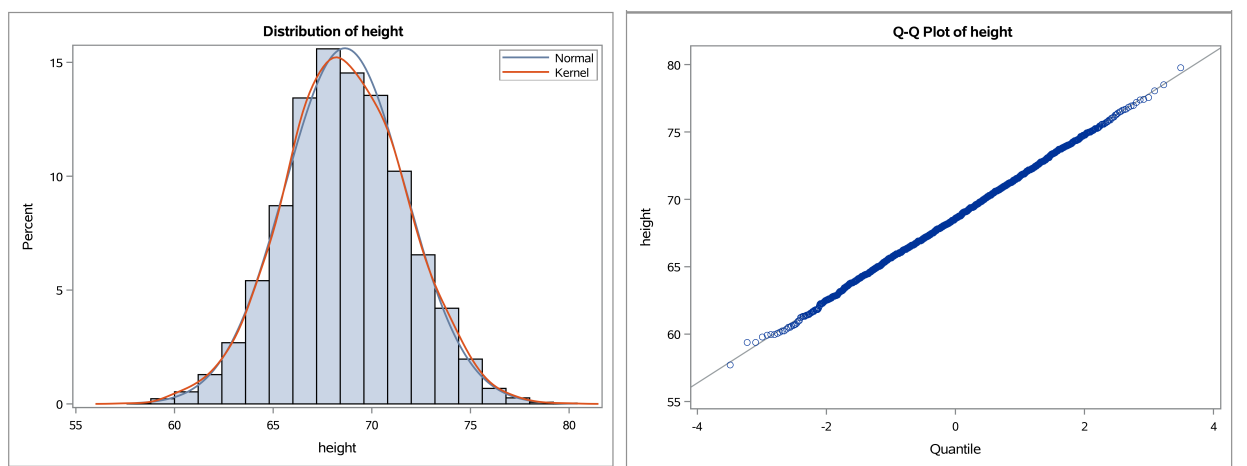 Distribution of height
Normal
Kernel
Percent
15
10
5
0
55 60 65 70 75 80
height
Q-Q Plot of height
height
80
75
70
65
60
55
-4 -2 0 2 4
Quantile